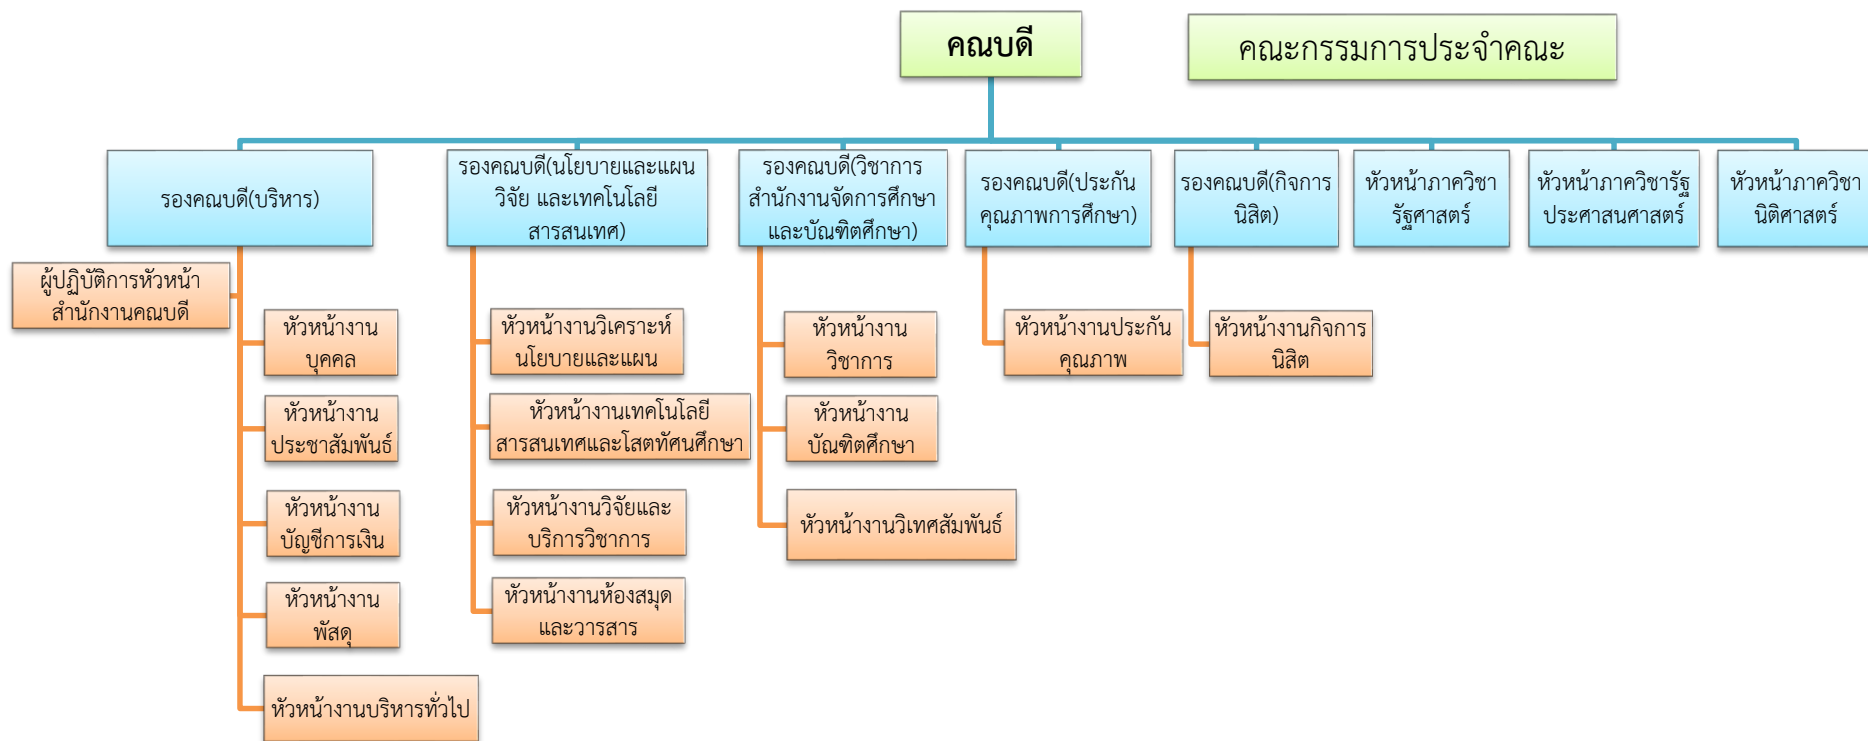 คณบดี
คณะกรรมการประจำคณะ
รองคณบดี(บริหาร)
รองคณบดี(นโยบายและแผน
วิจัย และเทคโนโลยี
สารสนเทศ)
รองคณบดี(วิชาการ
สำนักงานจัดการศึกษา
และบัณฑิตศึกษา)
รองคณบดี(ประกัน
คุณภาพการศึกษา)
รองคณบดี(กิจการ
นิสิต)
หัวหน้าภาควิชา
รัฐศาสตร์
หัวหน้าภาควิชารัฐ
ประศาสนศาสตร์
หัวหน้าภาควิชา
นิติศาสตร์
ผู้ปฏิบัติการหัวหน้า
สำนักงานคณบดี
หัวหน้างาน
บุคคล
หัวหน้างาน
ประชาสัมพันธ์
หัวหน้างาน
บัญชีการเงิน
หัวหน้างาน
พัสดุ
หัวหน้างานบริหารทั่วไป
หัวหน้างานวิเคราะห์
นโยบายและแผน
หัวหน้างานเทคโนโลยี
สารสนเทศและโสตทัศนศึกษา
หัวหน้างานวิจัยและ
บริการวิชาการ
หัวหน้างานห้องสมุด
และวารสาร
หัวหน้างาน
วิชาการ
หัวหน้างาน
บัณฑิตศึกษา
หัวหน้างานวิเทศสัมพันธ์
หัวหน้างานประกัน
คุณภาพ
หัวหน้างานกิจการ
นิสิต